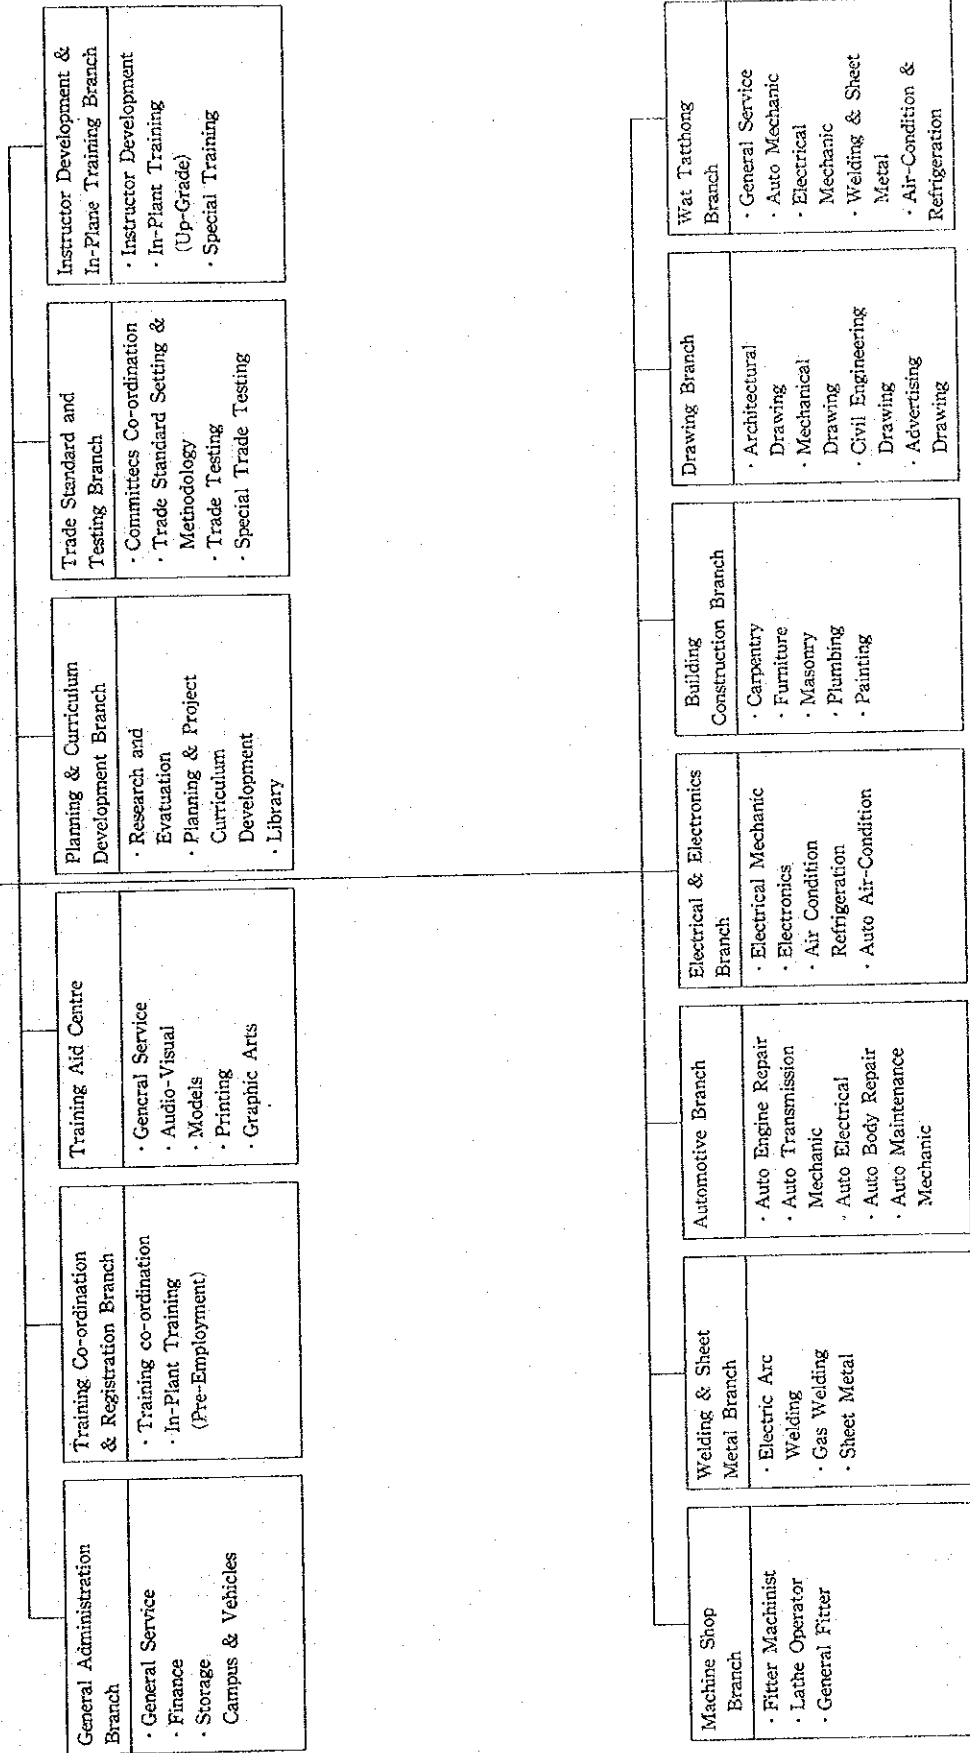 General Administration
Branch
· General Service
· Finance
· Storage
Campus & Vehicles
Training Co-ordination
& Registration Branch
· Training co-ordination
· In-Plant Training
(Pre-Employment)
Training Aid Centre
· General Service
· Audio-Visual
· Models
· Printing
· Graphic Arts
Planning & Curriculum
Development Branch
· Research and
Evatuation
· Planning & Project
Curriculum
Development
· Library
Trade Standard and
Testing Branch
· Committecs Co-ordination
· Trade Standard Setting &
Methodology
· Trade Testing
· Special Trade Testing
Instructor Development &
In-Plane Training Branch
· Instructor Development
· In-Plant Training
(Up-Grade)
· Special Training
Machine Shop
Branch
· Fitter Machinist
· Lathe Operator
· General Fitter
Welding & Sheet
Metal Branch
· Electric Arc
Welding
· Gas Welding
· Sheet Metal
Automotive Branch
· Auto Engine Repair
· Auto Transmission
Mechanic
· Auto Electrical
· Auto Body Repair
· Auto Maintenance
Mechanic
Electrical & Electronics
Branch
· Electrical Mechanic
· Electronics
· Air Condition
Refrigeration
· Auto Air-Condition
Building
Construction Branch
· Carpentry
· Furniture
· Masonry
· Plumbing
· Painting
Drawing Branch
· Architectural
Drawing
· Mechanical
Drawing
· Civil Engineering
Drawing
· Advertising
Drawing
Wat Tatthong
Branch
· General Service
· Auto Mechanic
· Electrical
Mechanic
· Welding & Sheet
Metal
· Air-Condition &
Refrigeration